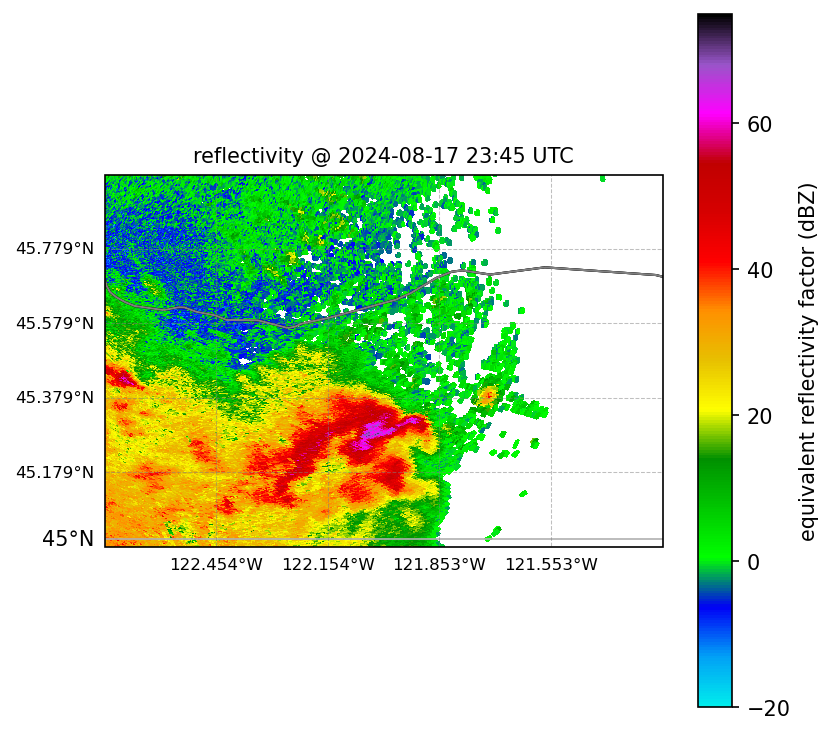 reflectivity @ 2024-08-17 23:45 UTC
45.779°N
45.579°N
45.379°N
45.179°N
45°N
122.454°W 122.154°W 121.853°W 121.553°W
60
40
20
0
−20
equivalent reflectivity factor (dBZ)